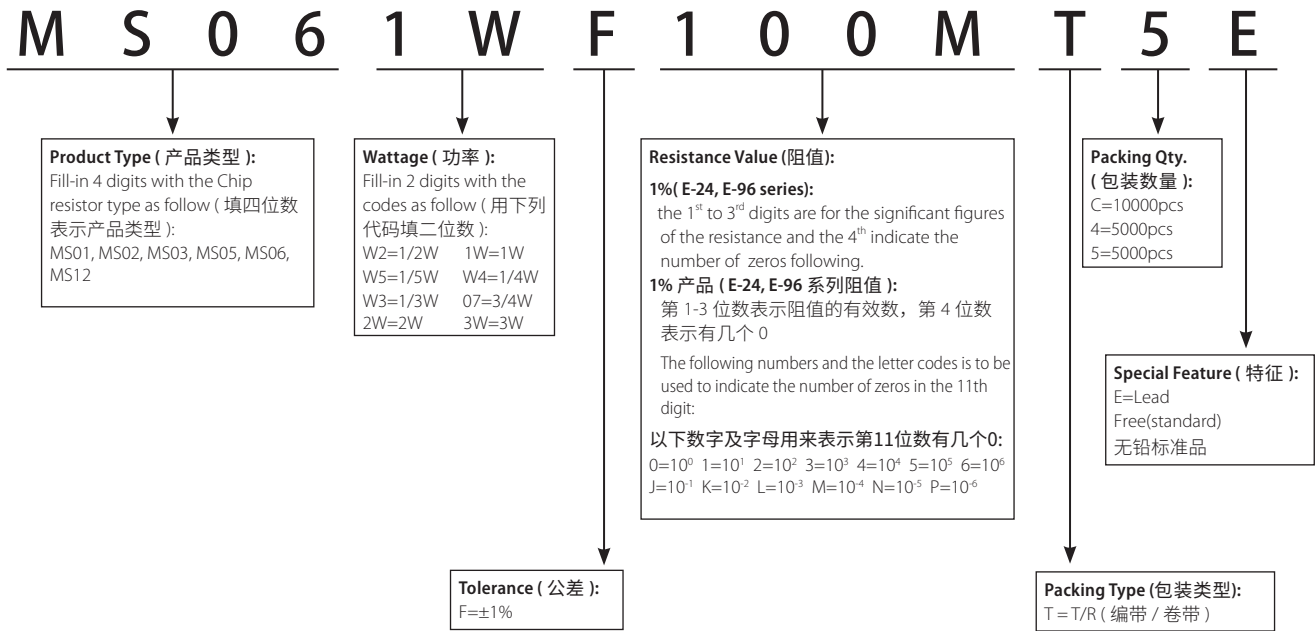 M S 0 6 1 W F 1 0 0 M T 5 E
Product Type ( 产品类型 ):
Fill-in 4 digits with the Chip
resistor type as follow ( 填四位数
表示产品类型 ):
MS01, MS02, MS03, MS05, MS06,
MS12
Wattage ( 功率 ):
Fill-in 2 digits with the
codes as follow ( 用下列
代码填二位数 ):
W2=1/2W 1W=1W
W5=1/5W W4=1/4W
W3=1/3W 07=3/4W
2W=2W 3W=3W
Resistance Value (阻值):
1%( E-24, E-96 series):
the 1st to 3rd digits are for the significant figures
of the resistance and the 4th indicate the
number of zeros following.
1% 产品 ( E-24, E-96 系列阻值 ):
第 1-3 位数表示阻值的有效数，第 4 位数
表示有几个 0
The following numbers and the letter codes is to be
used to indicate the number of zeros in the 11th
digit:
以下数字及字母用来表示第11位数有几个0:
0=10⁰ 1=10¹ 2=10² 3=10³ 4=10⁴ 5=10⁵ 6=10⁶
J=10⁻¹ K=10⁻² L=10⁻³ M=10⁻⁴ N=10⁻⁵ P=10⁻⁶
Packing Qty.
( 包装数量 ):
C=10000pcs
4=5000pcs
5=5000pcs
Special Feature ( 特征 ):
E=Lead
Free(standard)
无铅标准品
Tolerance ( 公差 ):
F=±1%
Packing Type (包装类型):
T = T/R ( 编带 / 卷带 )